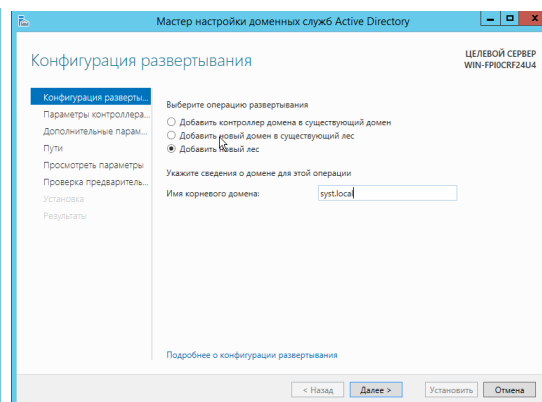 Мастер настройки доменных служб Active Directory
Конфигурация развертывания
ЦЕЛЕВОЙ СЕРВЕР
WIN-FPI0CRF24U4
Конфигурация разверты...
Параметры контроллера...
Дополнительные парам...
Пути
Просмотреть параметры
Проверка предваритель...
Установка
Результаты
Выберите операцию развертывания
Добавить контроллер домена в существующий домен
Добавить новый домен в существующий лес
Добавить новый лес
Укажите сведения о домене для этой операции
Имя корневого домена: syst.local
Подробнее о конфигурации развертывания
< Назад Далее > Установить Отмена